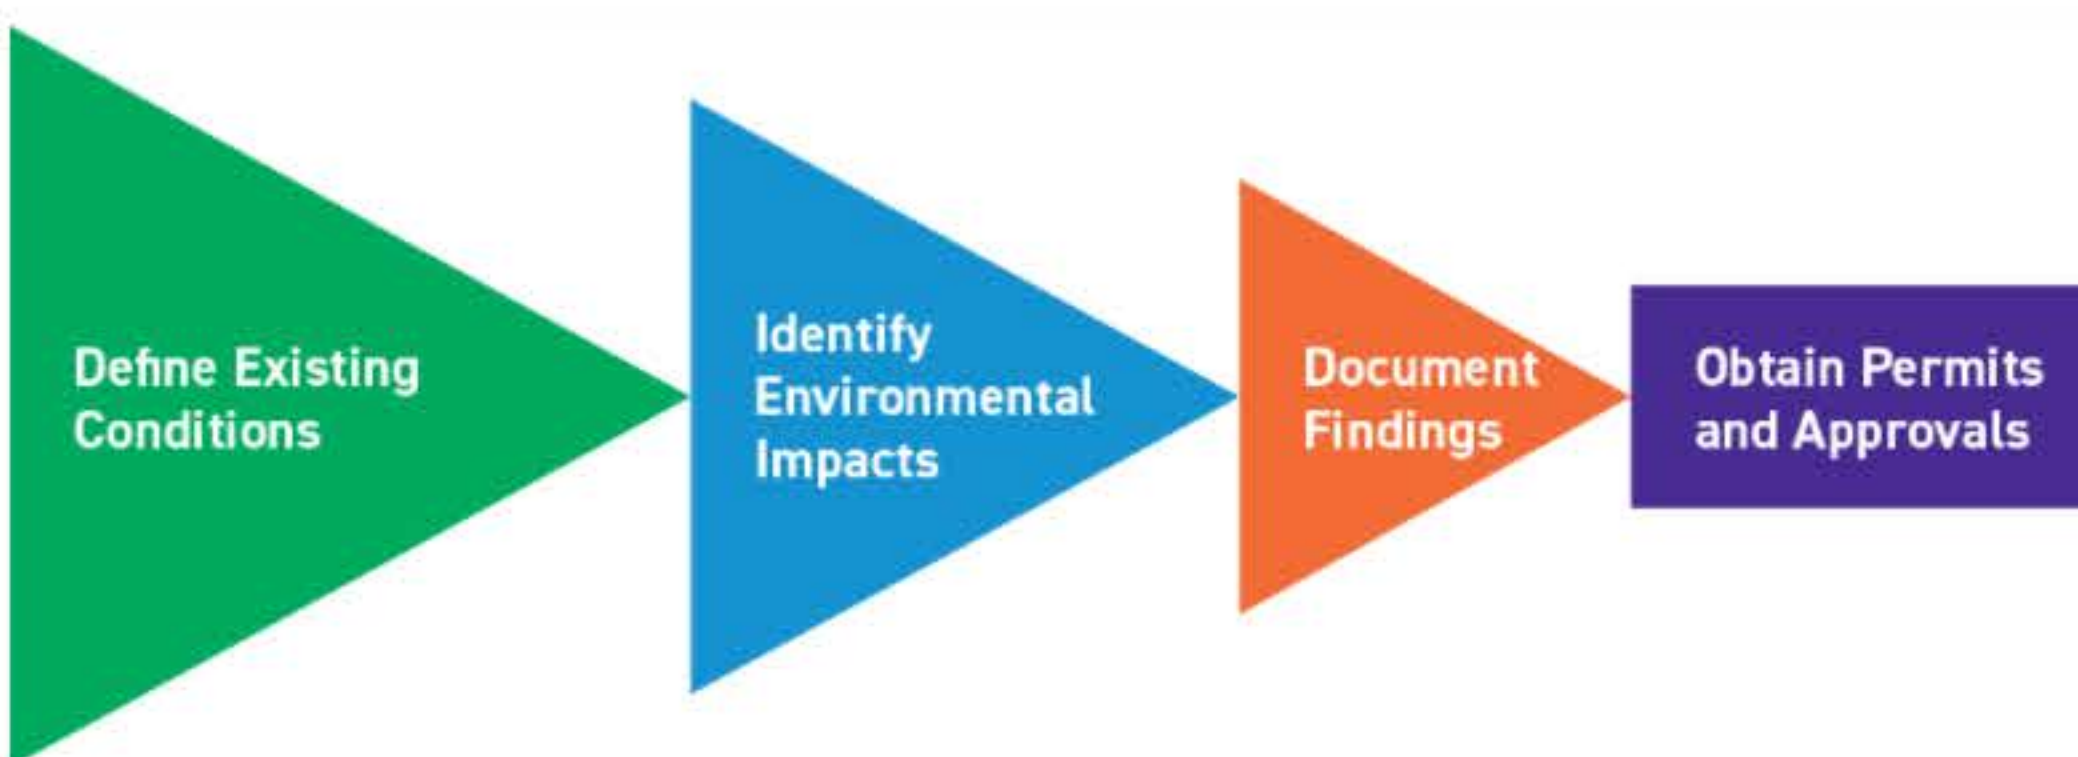 Define Existing
Conditions
Identify
Environmental
Impacts
Document
Findings
Obtain Permits
and Approvals